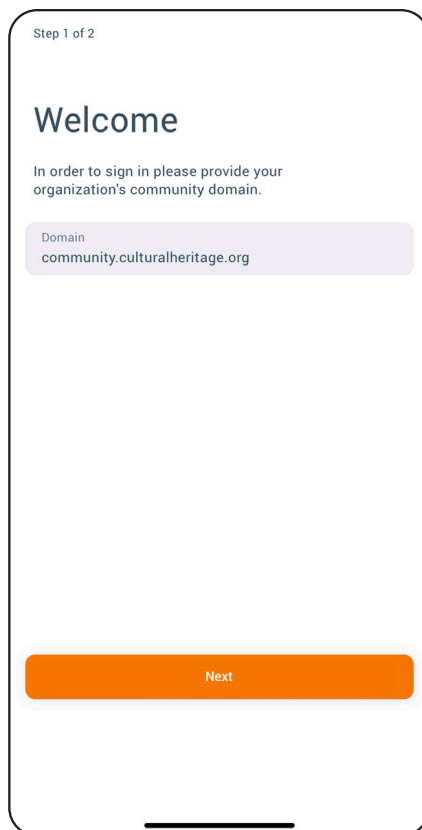 Step 1 of 2
Welcome
In order to sign in please provide your
organization's community domain.
Domain
community.culturalheritage.org
Next